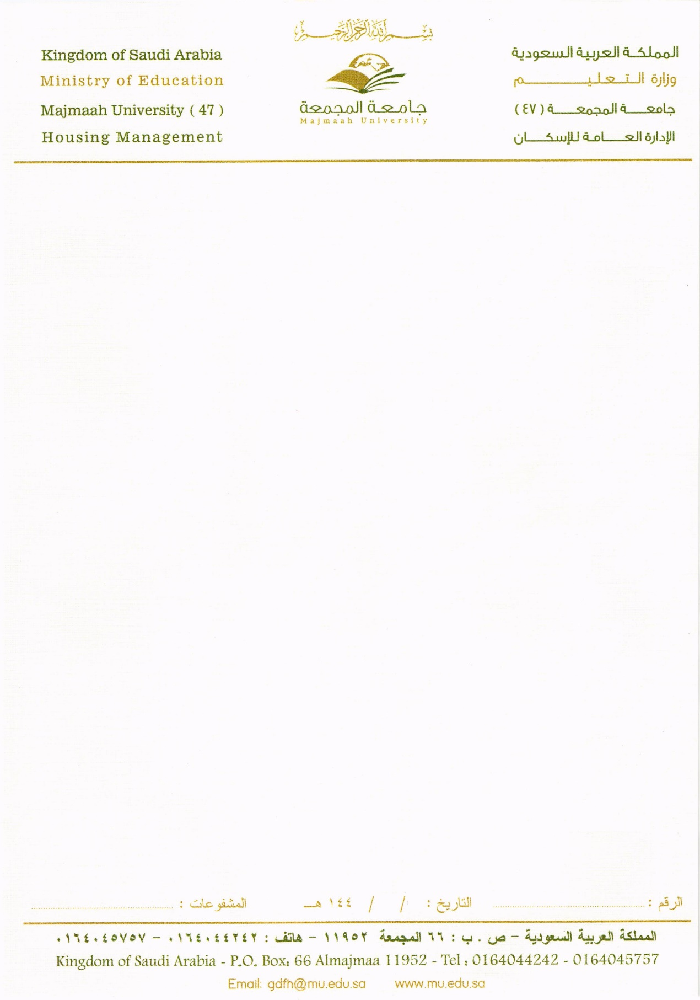 بسم الله الرحمن الرحيم
Kingdom of Saudi Arabia
Ministry of Education
Majmaah University ( 47 )
Housing Management
جامعة المجمعة
Majmaah University
المملكة العربية السعودية
وزارة التعليم
جامعة المجمعة ( ٤٧ )
الإدارة العامة للإسكان
الرقم : التاريخ : / / ١٤٤ هـ المشفوعات :
المملكة العربية السعودية – ص . ب : ٦٦ المجمعة ١١٩٥٢ – هاتف : ٠١٦٤٠٤٤٢٤٢ – ٠١٦٤٠٤٥٧٥٧
Kingdom of Saudi Arabia - P.O. Box: 66 Almajmaa 11952 - Tel : 0164044242 - 0164045757
Email: gdfh@mu.edu.sa www.mu.edu.sa